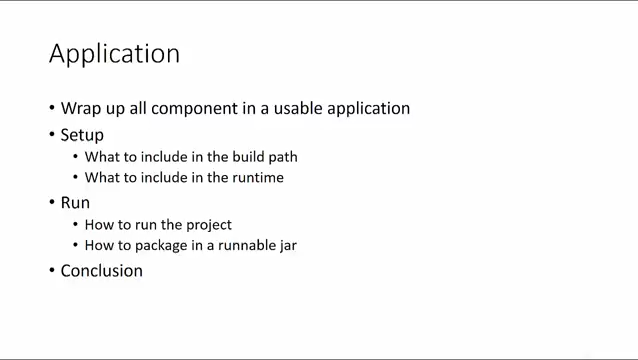 Application
• Wrap up all component in a usable application
• Setup
• What to include in the build path
• What to include in the runtime
• Run
• How to run the project
• How to package in a runnable jar
• Conclusion